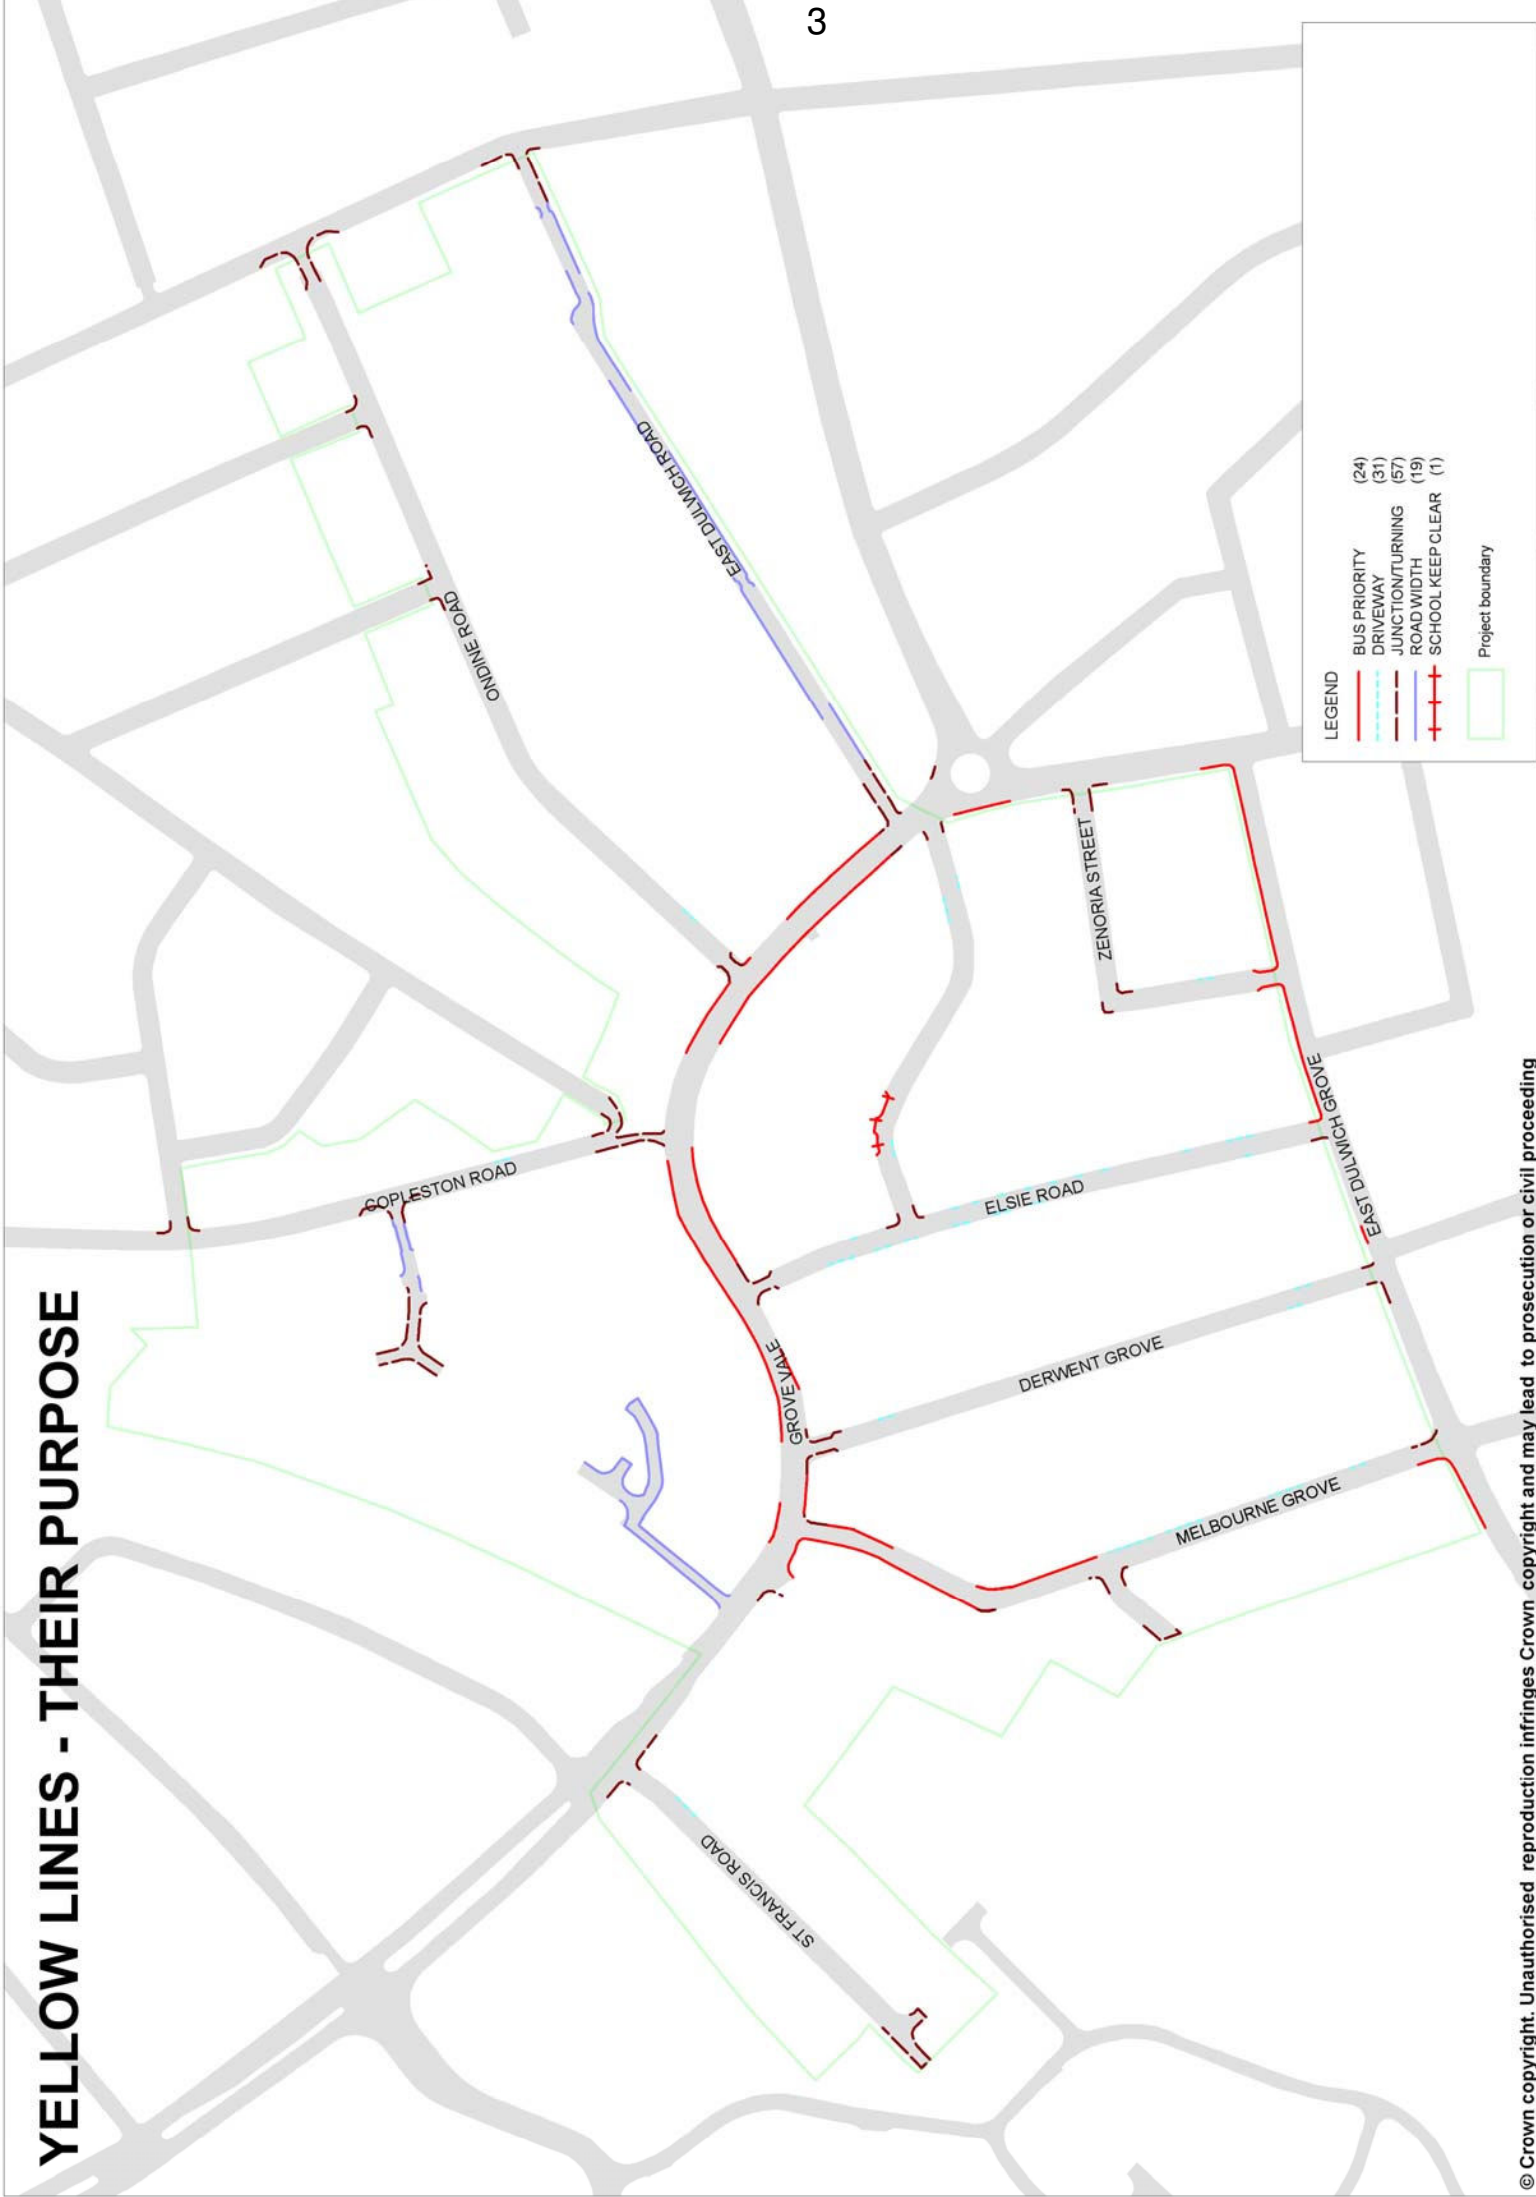 3
YELLOW LINES - THEIR PURPOSE
COPLESTON ROAD
ONDINE ROAD
EAST DULWICH ROAD
GROVE VALE
ST FRANCIS ROAD
MELBOURNE GROVE
DERWENT GROVE
ELSIE ROAD
ZENORIA STREET
EAST DULWICH GROVE
LEGEND
BUS PRIORITY (24)
DRIVEWAY (31)
JUNCTION/TURNING (57)
ROAD WIDTH (19)
SCHOOL KEEP CLEAR (1)
Project boundary
© Crown copyright. Unauthorised reproduction infringes Crown copyright and may lead to prosecution or civil proceeding